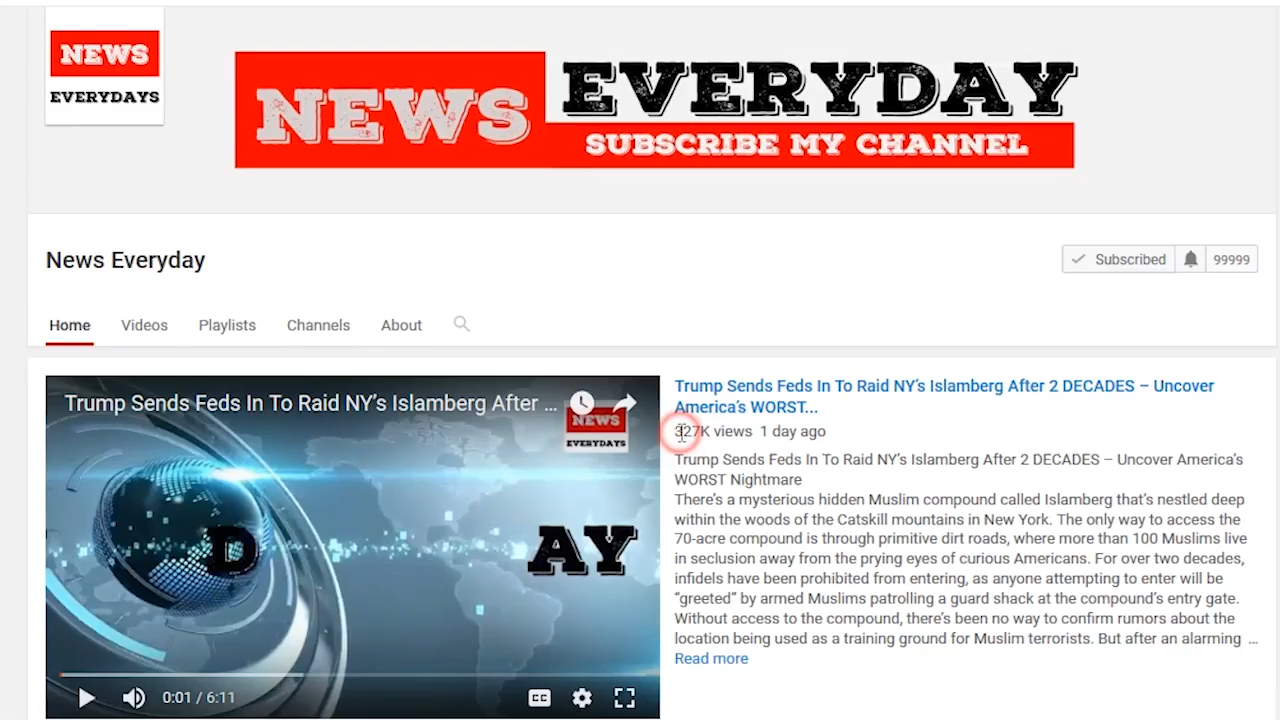 NEWS
EVERYDAYS
NEWS
EVERYDAY
SUBSCRIBE MY CHANNEL
News Everyday
Subscribed
99999
Home
Videos
Playlists
Channels
About
Trump Sends Feds In To Raid NY's Islamberg After ...
NEWS
EVERYDAYS
D
AY
0:01 / 6:11
CC
Trump Sends Feds In To Raid NY's Islamberg After 2 DECADES – Uncover
America's WORST...
327K views 1 day ago
Trump Sends Feds In To Raid NY's Islamberg After 2 DECADES – Uncover America's
WORST Nightmare
There's a mysterious hidden Muslim compound called Islamberg that's nestled deep
within the woods of the Catskill mountains in New York. The only way to access the
70-acre compound is through primitive dirt roads, where more than 100 Muslims live
in seclusion away from the prying eyes of curious Americans. For over two decades,
infidels have been prohibited from entering, as anyone attempting to enter will be
“greeted” by armed Muslims patrolling a guard shack at the compound's entry gate.
Without access to the compound, there's been no way to confirm rumors about the
location being used as a training ground for Muslim terrorists. But after an alarming ...
Read more